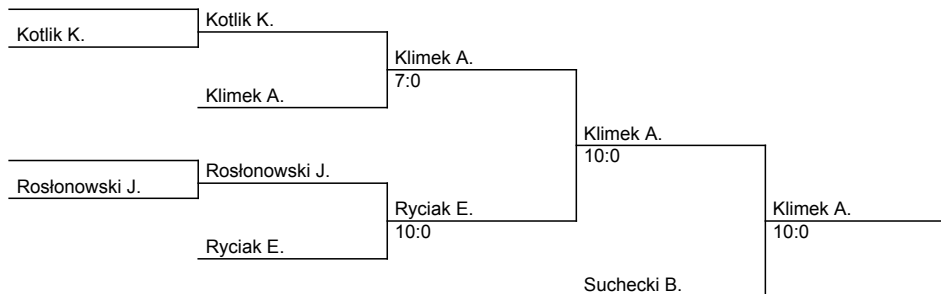 Kotlik K.
Kotlik K.
Klimek A.
7:0
Klimek A.
Klimek A.
10:0
Rosłonowski J.
Rosłonowski J.
Ryciak E.
10:0
Klimek A.
10:0
Ryciak E.
Suchecki B.